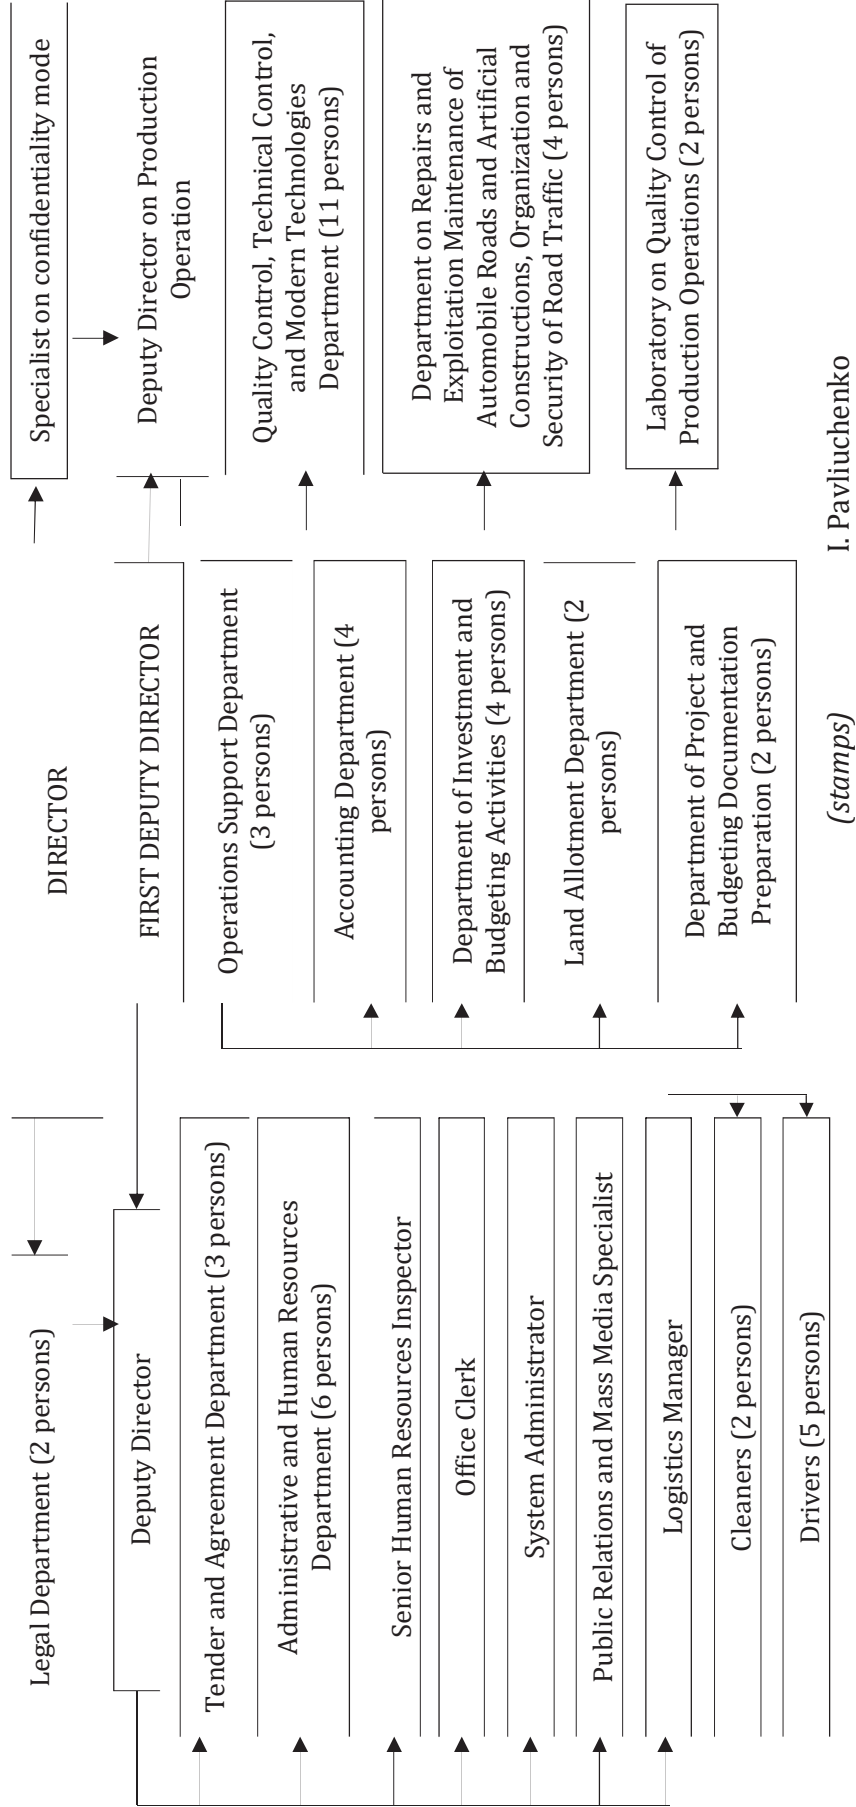 Legal Department (2 persons)
DIRECTOR
Specialist on confidentiality mode
Deputy Director
FIRST DEPUTY DIRECTOR
Deputy Director on Production
Operation
Tender and Agreement Department (3 persons)
Administrative and Human Resources
Department (6 persons)
Senior Human Resources Inspector
Office Clerk
System Administrator
Public Relations and Mass Media Specialist
Logistics Manager
Cleaners (2 persons)
Drivers (5 persons)
Operations Support Department
(3 persons)
Accounting Department (4
persons)
Department of Investment and
Budgeting Activities (4 persons)
Land Allotment Department (2
persons)
Department of Project and
Budgeting Documentation
Preparation (2 persons)
Quality Control, Technical Control,
and Modern Technologies
Department (11 persons)
Department on Repairs and
Exploitation Maintenance of
Automobile Roads and Artificial
Constructions, Organization and
Security of Road Traffic (4 persons)
Laboratory on Quality Control of
Production Operations (2 persons)
(stamps)
I. Pavliuchenko